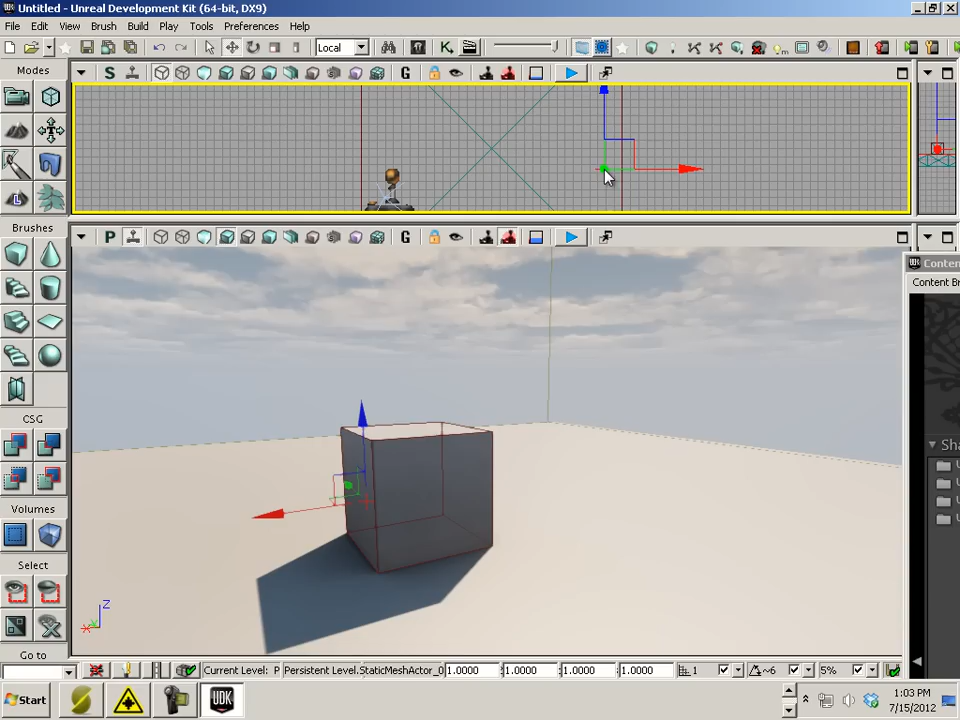 Untitled - Unreal Development Kit (64-bit, DX9)
File Edit View Brush Build Play Tools Preferences Help
Local
Modes
S G
Brushes
P G
CSG
Volumes
Select
Go to
Conten
Content Br
Sha
Z
X Y
Current Level: P Persistent Level.StaticMeshActor_0 1.0000 1.0000 1.0000 1.0000 1 6 5%
Start
UDK
1:03 PM
7/15/2012